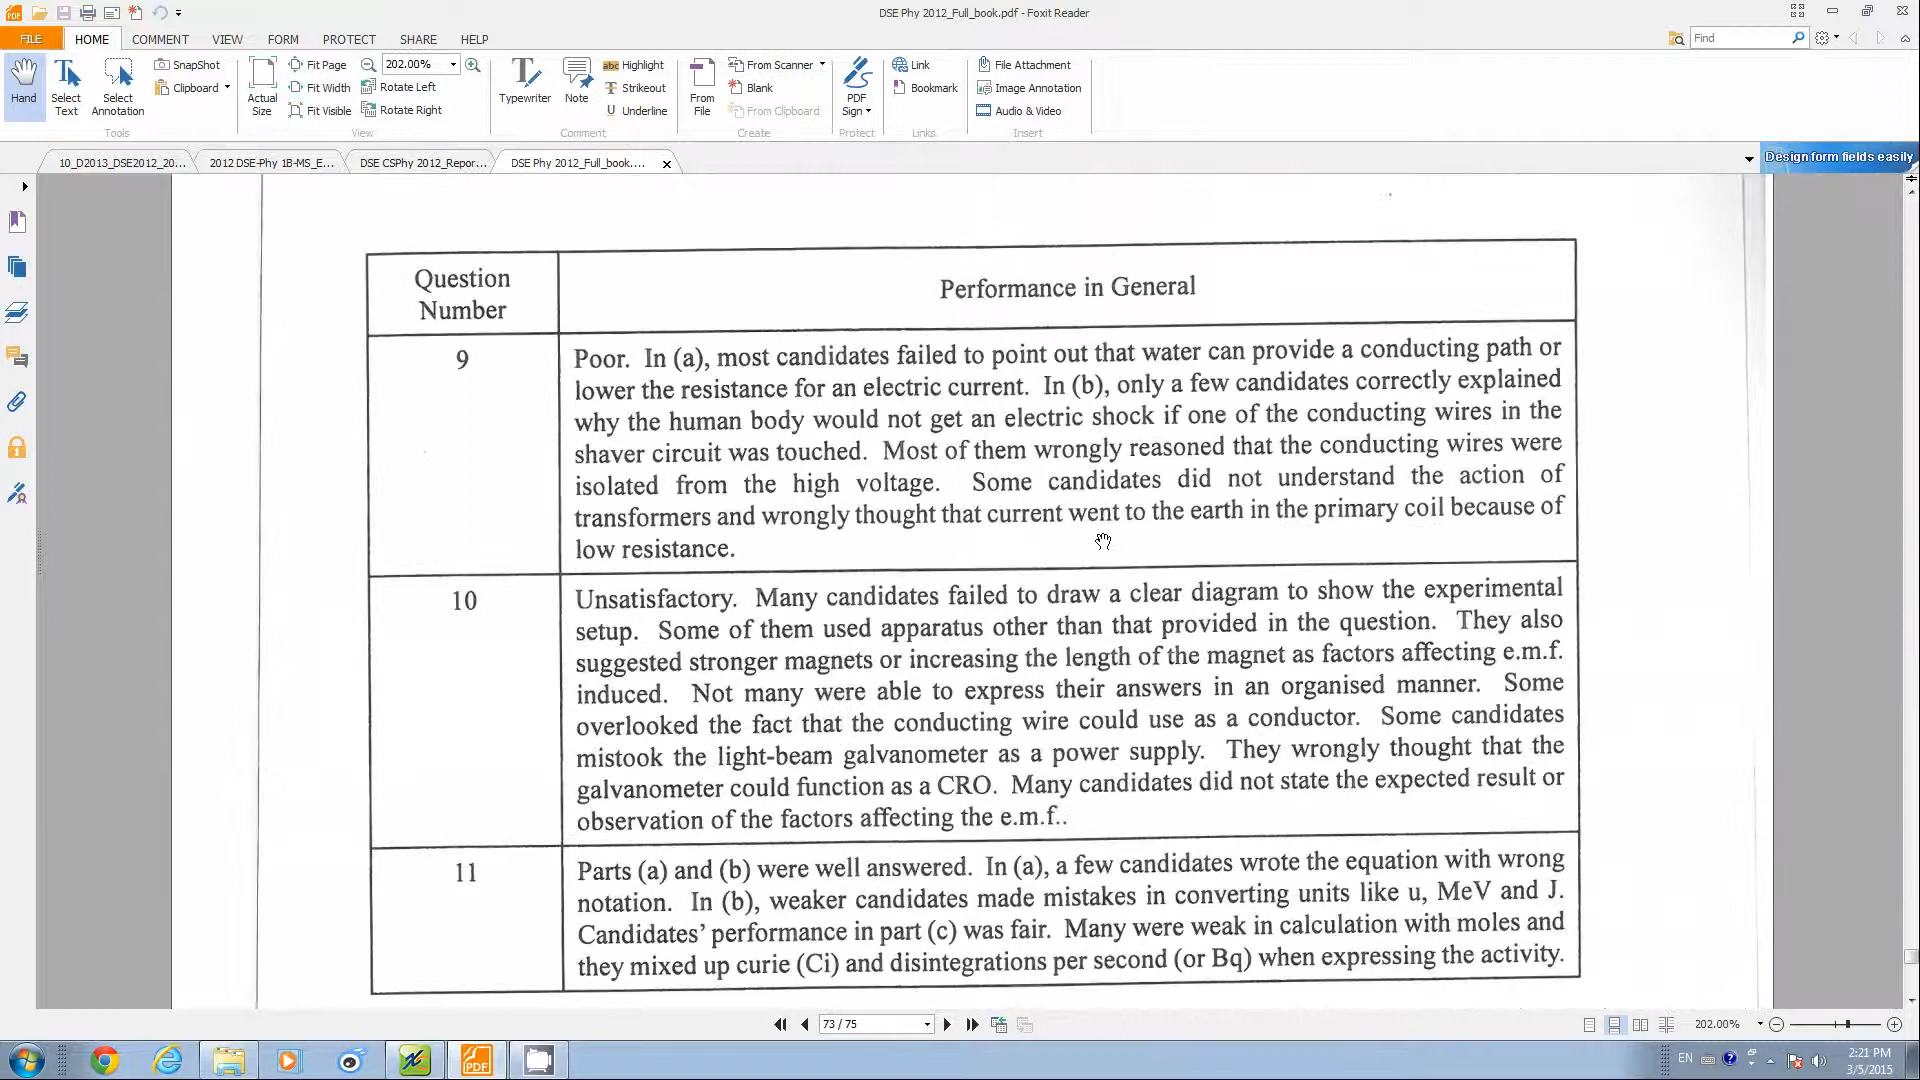 DSE Phy 2012_Full_book.pdf - Foxit Reader
FILE HOME COMMENT VIEW FORM PROTECT SHARE HELP
Find
Hand
Select Text
Select Annotation
SnapShot
Clipboard
Tools
Actual Size
Fit Page
Fit Width
Fit Visible
202.00%
Rotate Left
Rotate Right
View
Typewriter
Note
Highlight
Strikeout
Underline
Comment
From File
From Scanner
Blank
From Clipboard
Create
PDF Sign
Protect
Link
Bookmark
Links
File Attachment
Image Annotation
Audio & Video
Insert
10_D2013_DSE2012_20... 2012 DSE-Phy 1B-MS_E... DSE CSPhy 2012_Repor... DSE Phy 2012_Full_book....
Design form fields easily
Question
Number
Performance in General
9
Poor. In (a), most candidates failed to point out that water can provide a conducting path or
lower the resistance for an electric current. In (b), only a few candidates correctly explained
why the human body would not get an electric shock if one of the conducting wires in the
shaver circuit was touched. Most of them wrongly reasoned that the conducting wires were
isolated from the high voltage. Some candidates did not understand the action of
transformers and wrongly thought that current went to the earth in the primary coil because of
low resistance.
10
Unsatisfactory. Many candidates failed to draw a clear diagram to show the experimental
setup. Some of them used apparatus other than that provided in the question. They also
suggested stronger magnets or increasing the length of the magnet as factors affecting e.m.f.
induced. Not many were able to express their answers in an organised manner. Some
overlooked the fact that the conducting wire could use as a conductor. Some candidates
mistook the light-beam galvanometer as a power supply. They wrongly thought that the
galvanometer could function as a CRO. Many candidates did not state the expected result or
observation of the factors affecting the e.m.f..
11
Parts (a) and (b) were well answered. In (a), a few candidates wrote the equation with wrong
notation. In (b), weaker candidates made mistakes in converting units like u, MeV and J.
Candidates' performance in part (c) was fair. Many were weak in calculation with moles and
they mixed up curie (Ci) and disintegrations per second (or Bq) when expressing the activity.
73 / 75
202.00%
EN
2:21 PM
3/5/2015